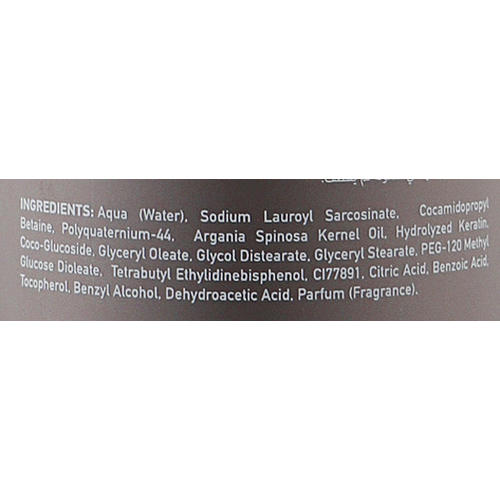 INGREDIENTS: Aqua (Water), Sodium Lauroyl Sarcosinate, Cocamidopropyl
Betaine, Polyquaternium-44, Argania Spinosa Kernel Oil, Hydrolyzed Keratin,
Coco-Glucoside, Glyceryl Oleate, Glycol Distearate, Glyceryl Stearate, PEG-120 Methyl
Glucose Dioleate, Tetrabutyl Ethylidinebisphenol, CI77891, Citric Acid, Benzoic Acid,
Tocopherol, Benzyl Alcohol, Dehydroacetic Acid, Parfum (Fragrance).